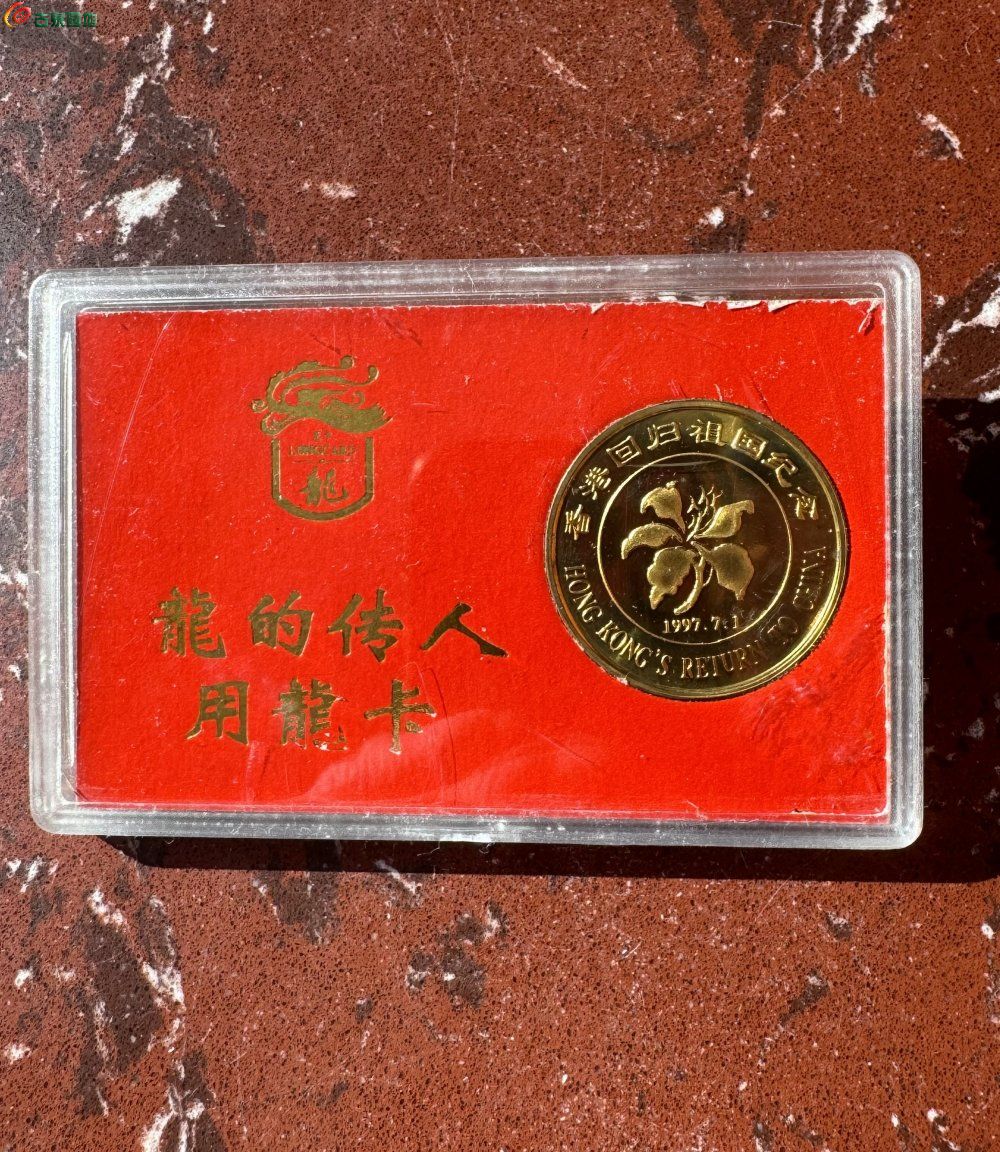 LONGCARD
龍
龍的传人
用龍卡
香港回归祖国纪念
1997.7.1
HONG KONG'S RETURN TO CHINA